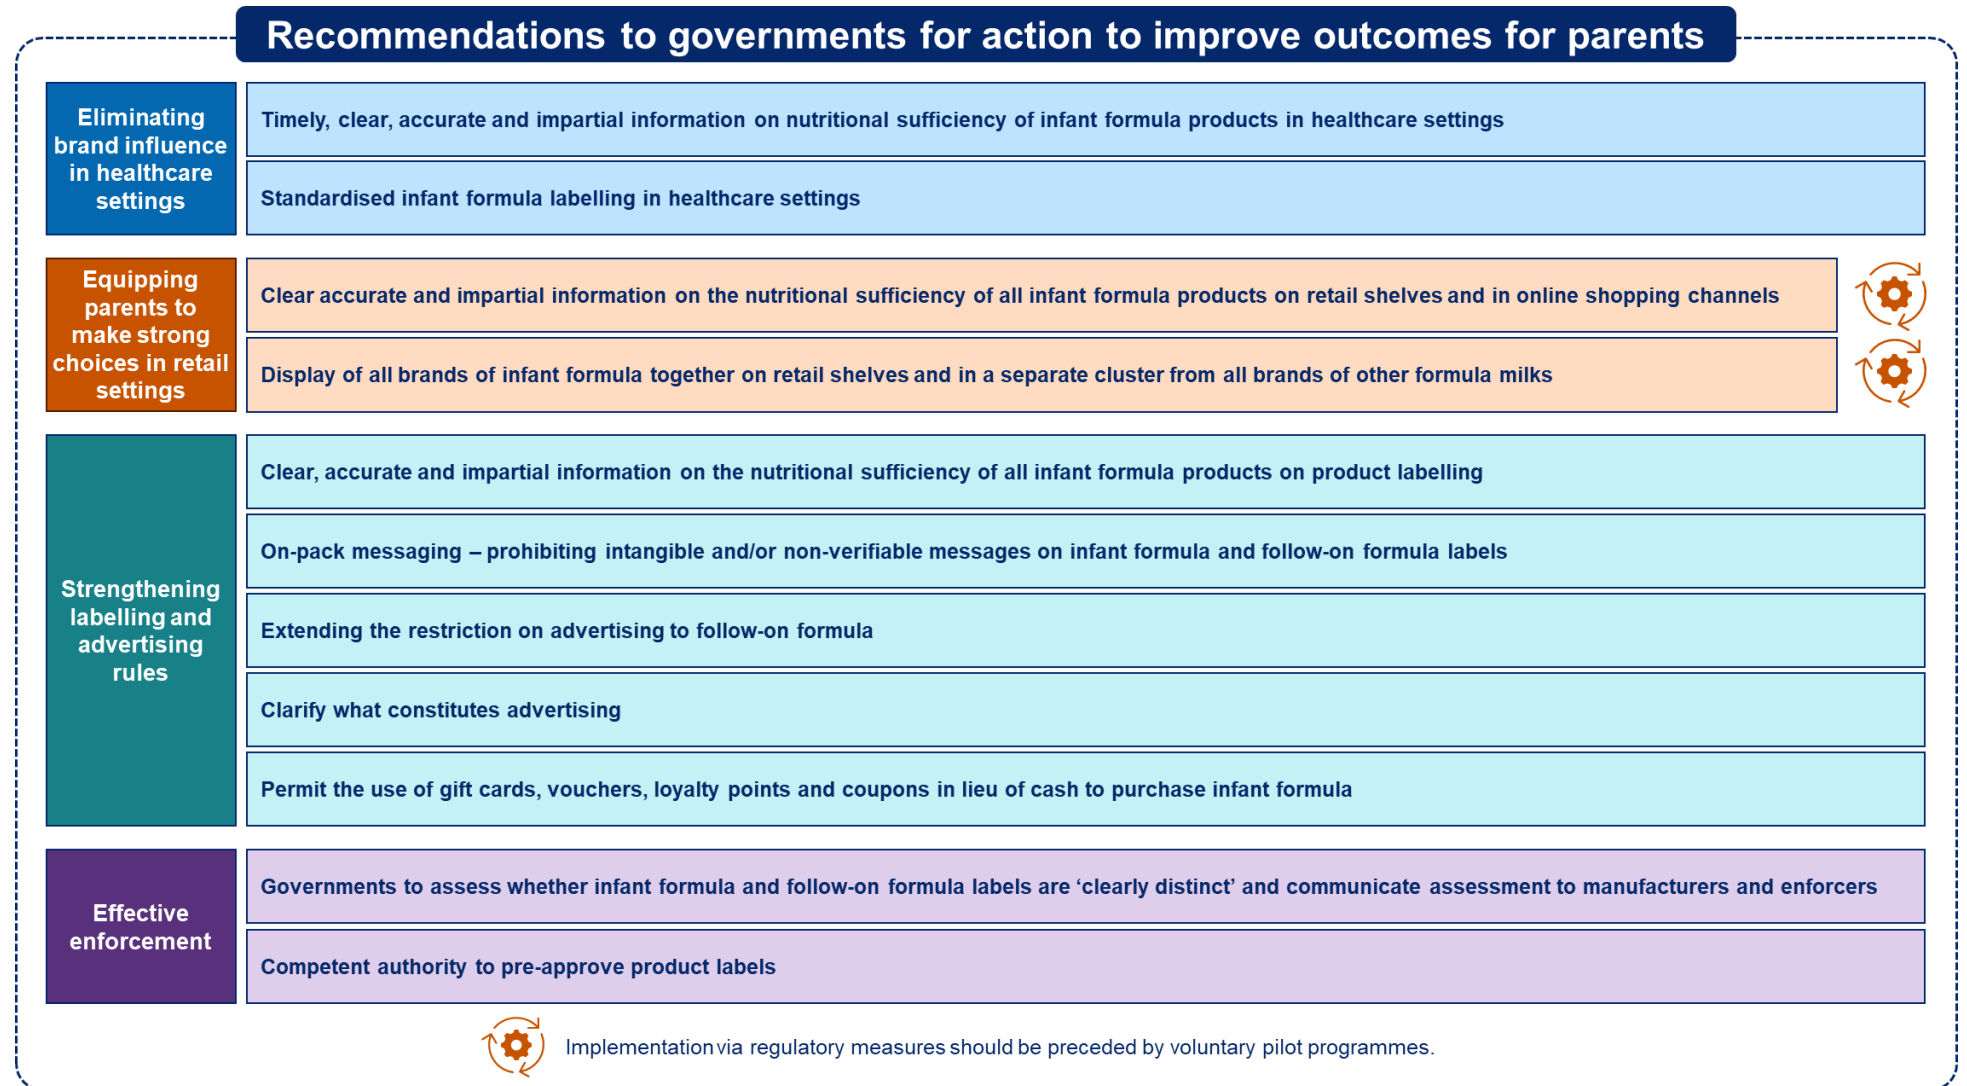 Recommendations to governments for action to improve outcomes for parents
Eliminating
brand influence
in healthcare
settings
Timely, clear, accurate and impartial information on nutritional sufficiency of infant formula products in healthcare settings
Standardised infant formula labelling in healthcare settings
Equipping
parents to
make strong
choices in retail
settings
Clear accurate and impartial information on the nutritional sufficiency of all infant formula products on retail shelves and in online shopping channels
Display of all brands of infant formula together on retail shelves and in a separate cluster from all brands of other formula milks
Strengthening
labelling and
advertising
rules
Clear, accurate and impartial information on the nutritional sufficiency of all infant formula products on product labelling
On-pack messaging – prohibiting intangible and/or non-verifiable messages on infant formula and follow-on formula labels
Extending the restriction on advertising to follow-on formula
Clarify what constitutes advertising
Permit the use of gift cards, vouchers, loyalty points and coupons in lieu of cash to purchase infant formula
Effective
enforcement
Governments to assess whether infant formula and follow-on formula labels are ‘clearly distinct’ and communicate assessment to manufacturers and enforcers
Competent authority to pre-approve product labels
Implementation via regulatory measures should be preceded by voluntary pilot programmes.